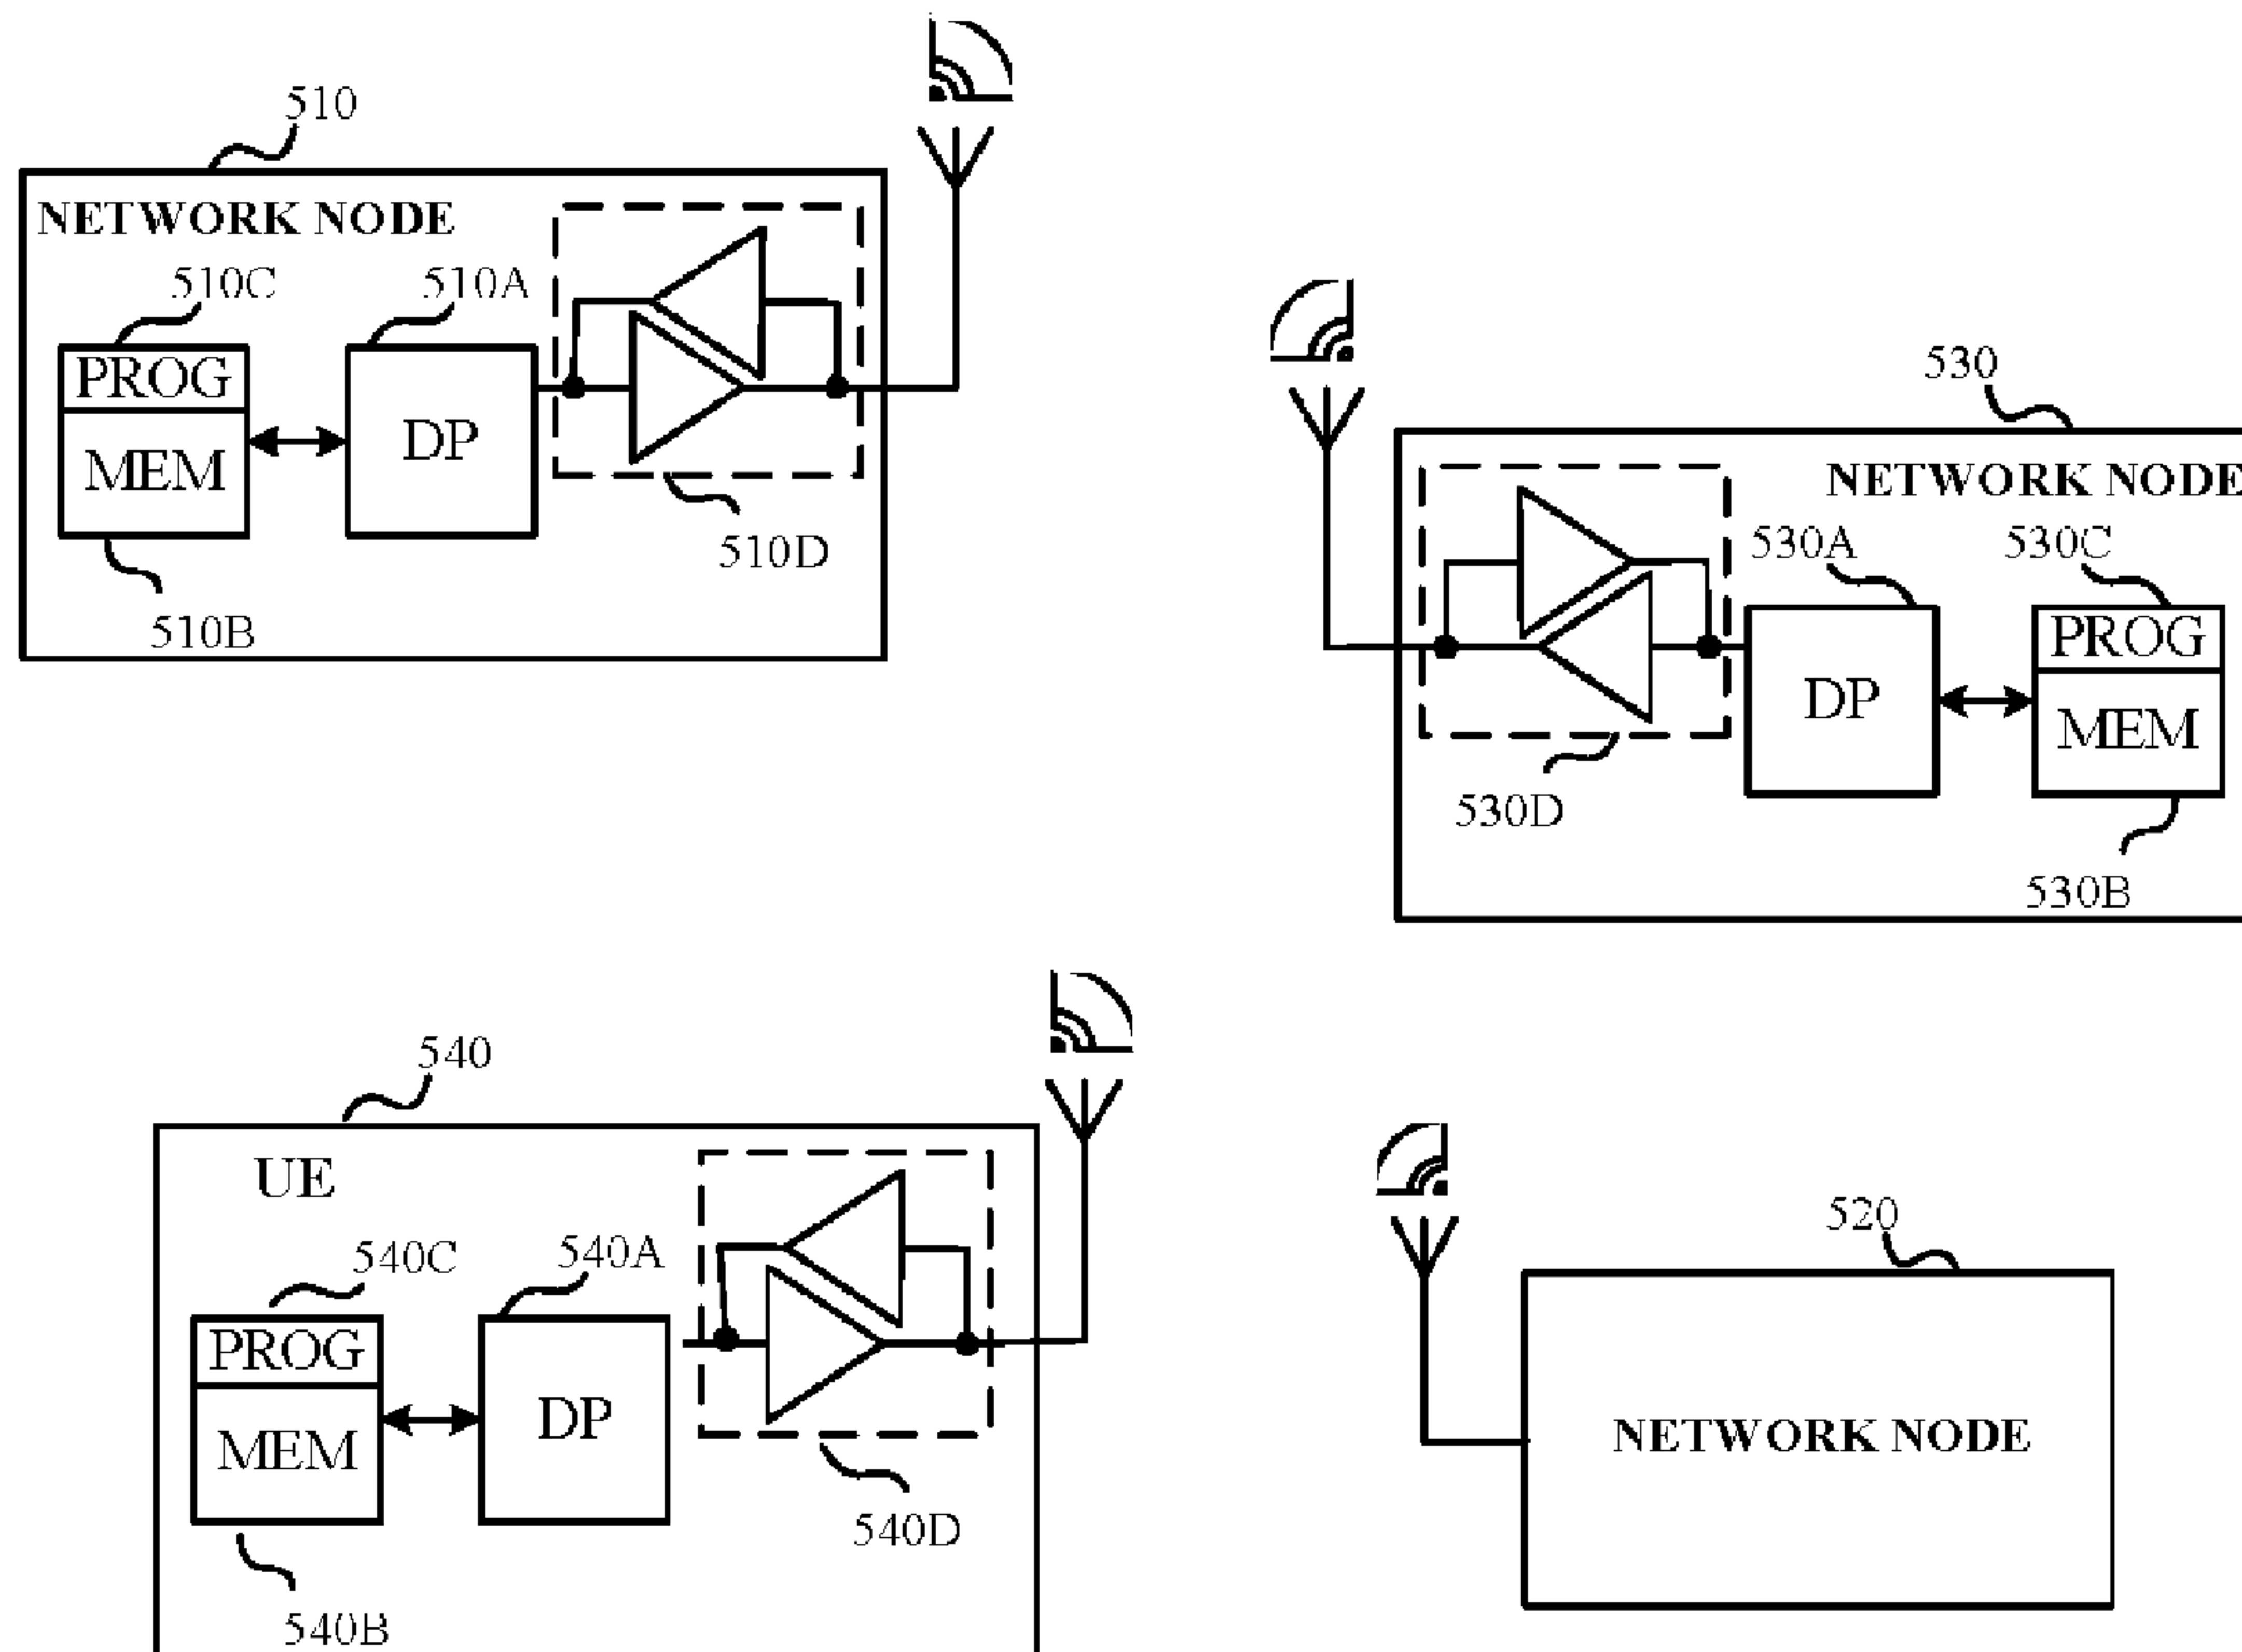 510
NETWORK NODE
510C
510A
PROG
MEM
DP
510D
510B
530
NETWORK NODE
530A
530C
PROG
DP
MEM
530D
530B
540
UE
540C
540A
PROG
MEM
DP
540D
540B
520
NETWORK NODE